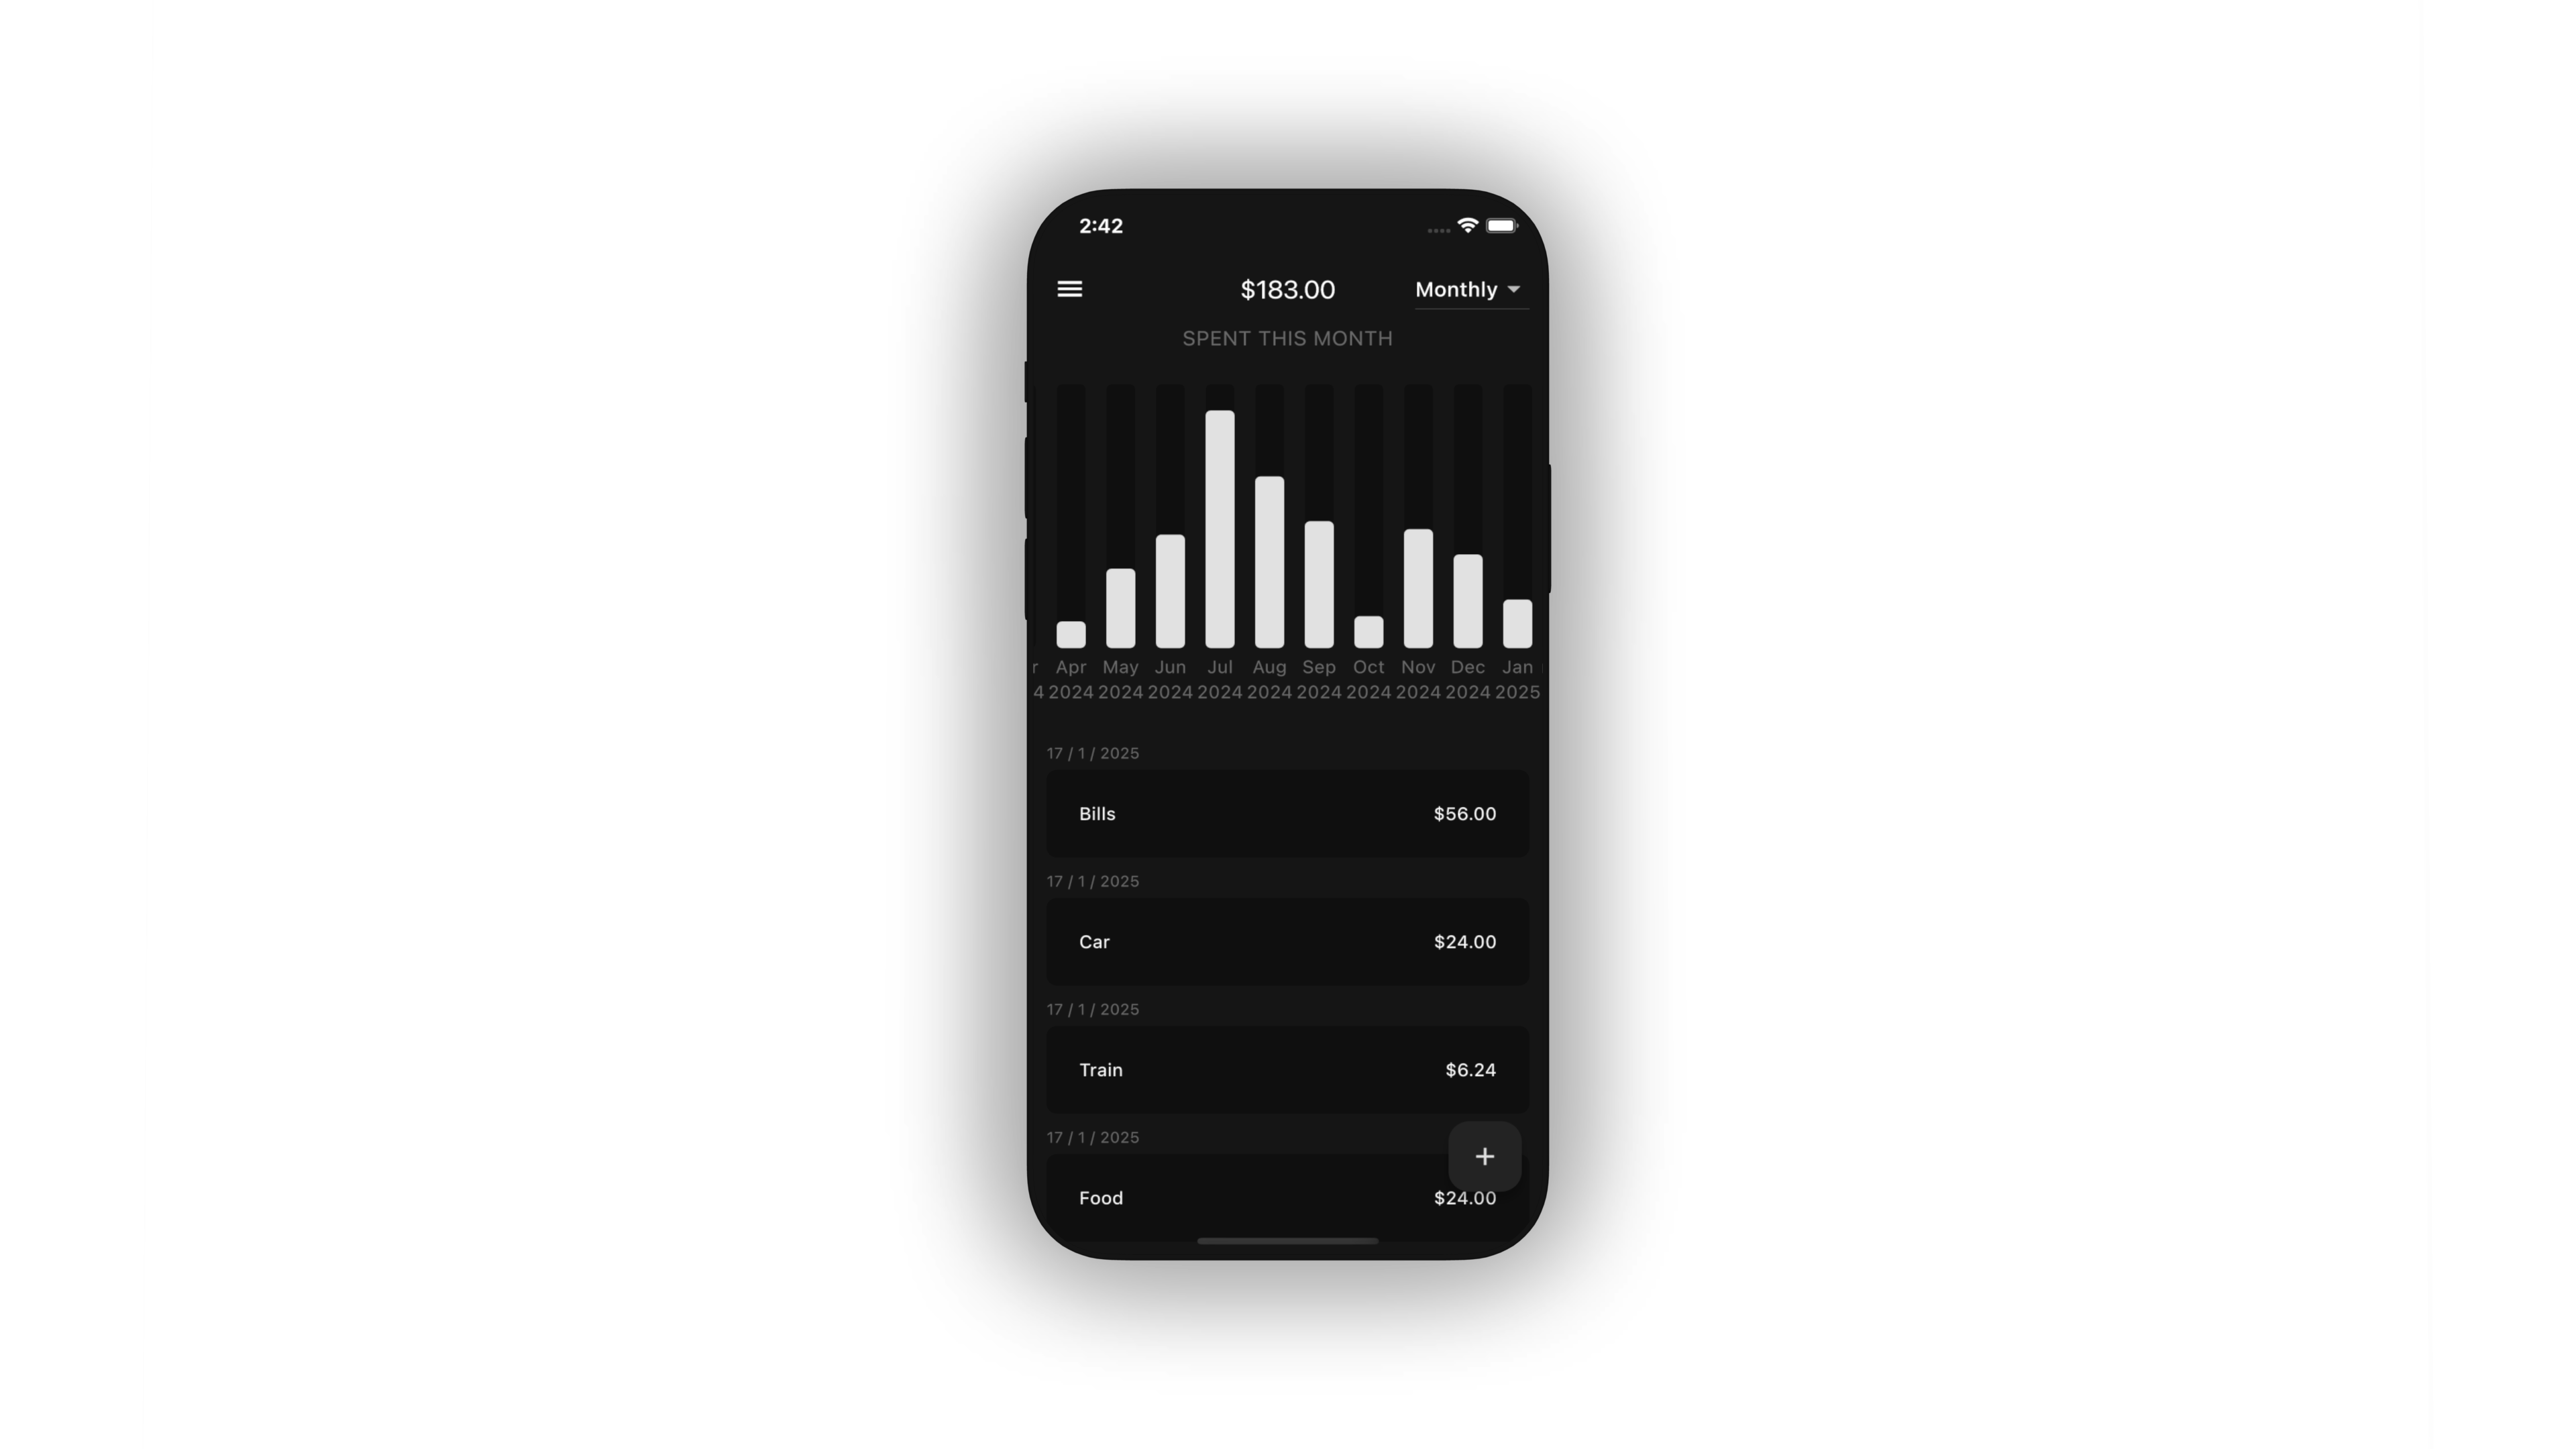 2:42
$183.00 Monthly
SPENT THIS MONTH
r Apr May Jun Jul Aug Sep Oct Nov Dec Jan
4 2024 2024 2024 2024 2024 2024 2024 2024 2024 2025
17 / 1 / 2025
Bills $56.00
17 / 1 / 2025
Car $24.00
17 / 1 / 2025
Train $6.24
17 / 1 / 2025
+
Food $24.00